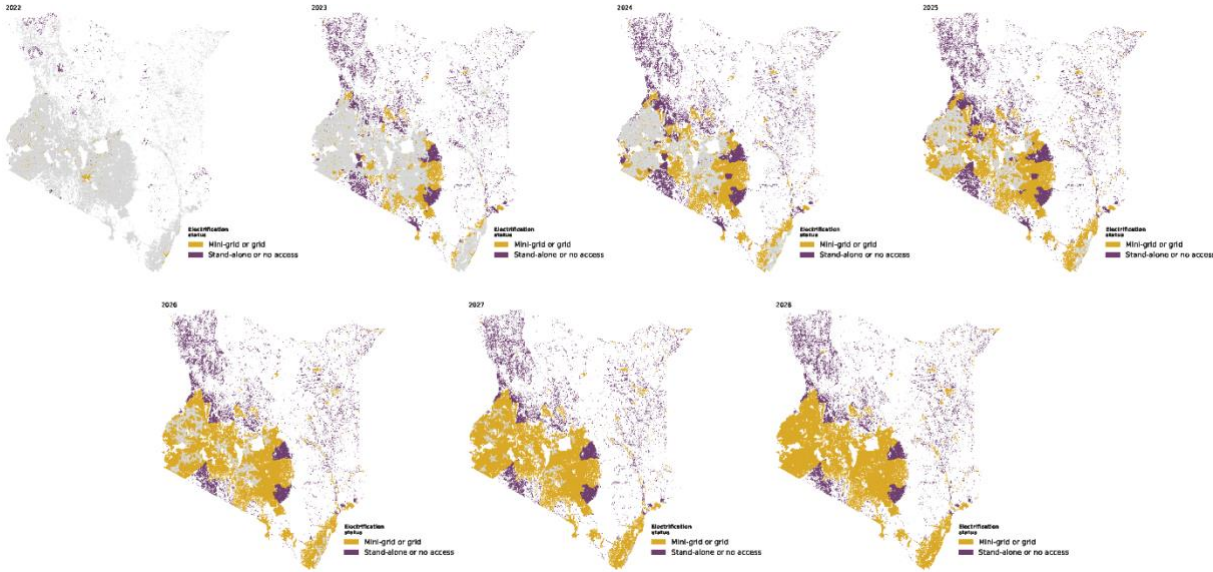 2022
2023
2024
2025
Electrification
status
Mini-grid or grid
Stand-alone or no access
Electrification
status
Mini-grid or grid
Stand-alone or no access
Electrification
status
Mini-grid or grid
Stand-alone or no access
Electrification
status
Mini-grid or grid
Stand-alone or no access
2026
2027
2028
Electrification
status
Mini-grid or grid
Stand-alone or no access
Electrification
status
Mini-grid or grid
Stand-alone or no access
Electrification
status
Mini-grid or grid
Stand-alone or no access